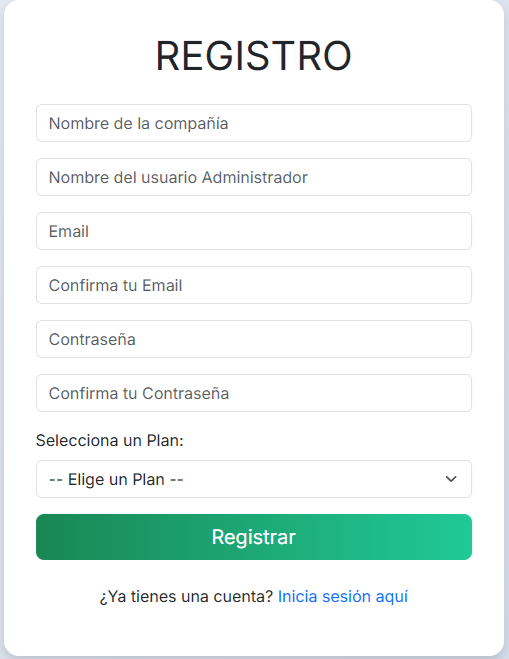 REGISTRO
Nombre de la compañía
Nombre del usuario Administrador
Email
Confirma tu Email
Contraseña
Confirma tu Contraseña
Selecciona un Plan:
-- Elige un Plan --
Registrar
¿Ya tienes una cuenta? Inicia sesión aquí